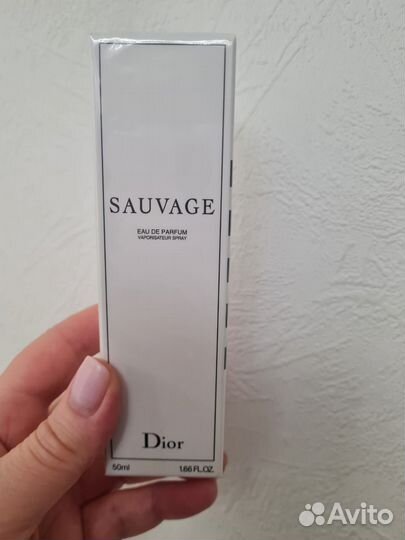 SAUVAGE
EAU DE PARFUM
VAPORISATEUR SPRAY
Dior
50ml 1.66 FL.OZ.
Avito